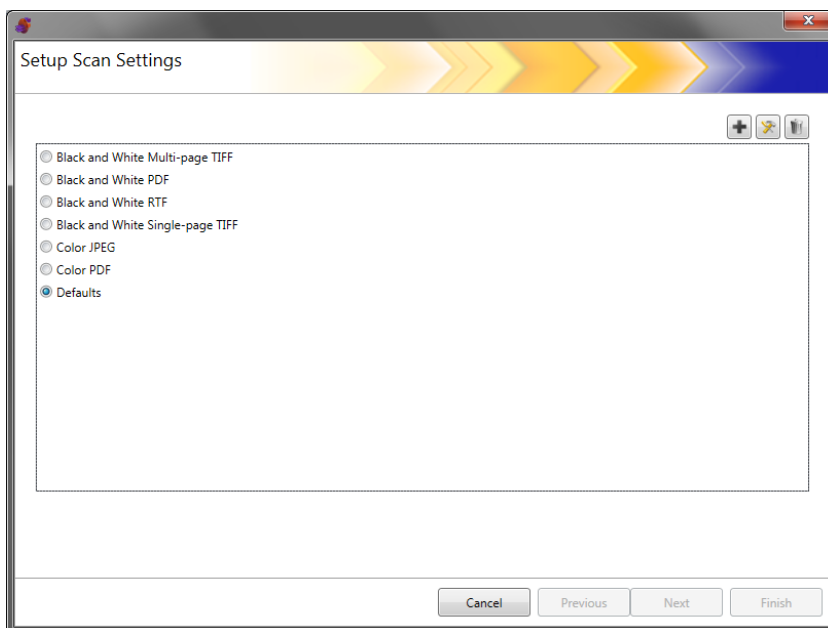 Setup Scan Settings
Black and White Multi-page TIFF
Black and White PDF
Black and White RTF
Black and White Single-page TIFF
Color JPEG
Color PDF
Defaults
Cancel Previous Next Finish